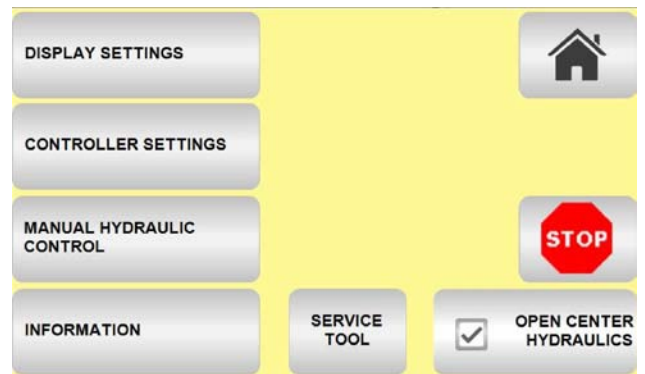 DISPLAY SETTINGS
CONTROLLER SETTINGS
MANUAL HYDRAULIC
CONTROL
STOP
INFORMATION
SERVICE
TOOL
OPEN CENTER
HYDRAULICS